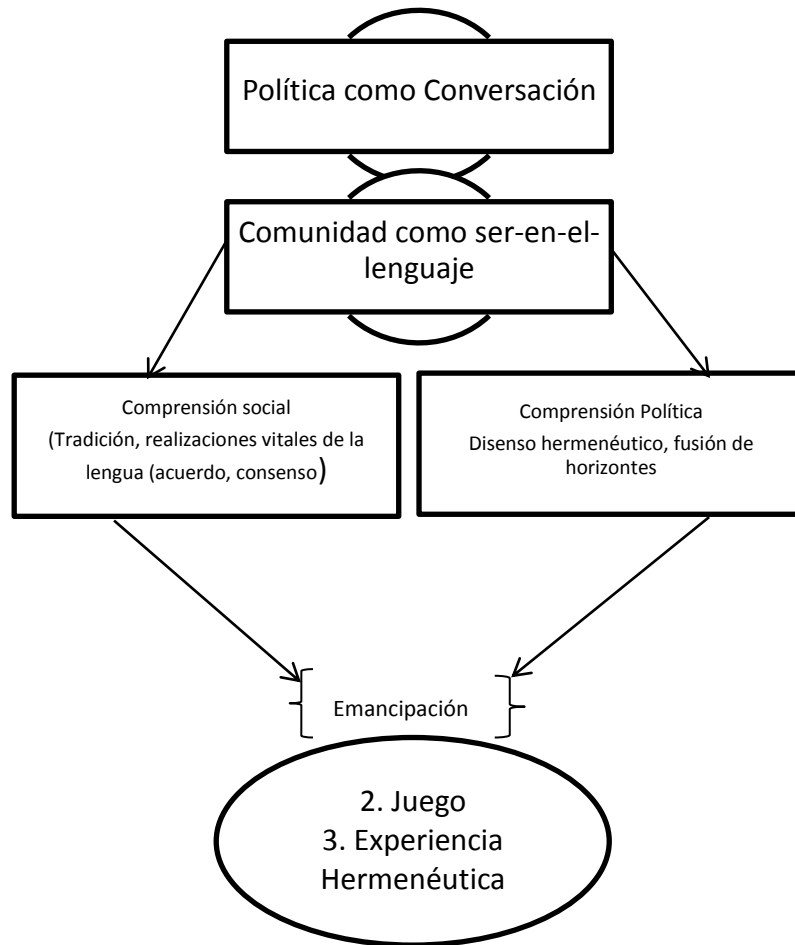 Política como Conversación
Comunidad como ser-en-el-
lenguaje
Comprensión social
(Tradición, realizaciones vitales de la
lengua (acuerdo, consenso)
Comprensión Política
Disenso hermenéutico, fusión de
horizontes
Emancipación
2. Juego
3. Experiencia
Hermenéutica